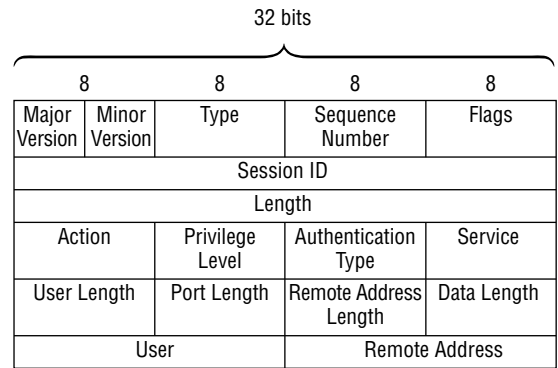 32 bits
8 8 8 8
Major Version Minor Version Type Sequence Number Flags
Session ID
Length
Action Privilege Level Authentication Type Service
User Length Port Length Remote Address Length Data Length
User Remote Address